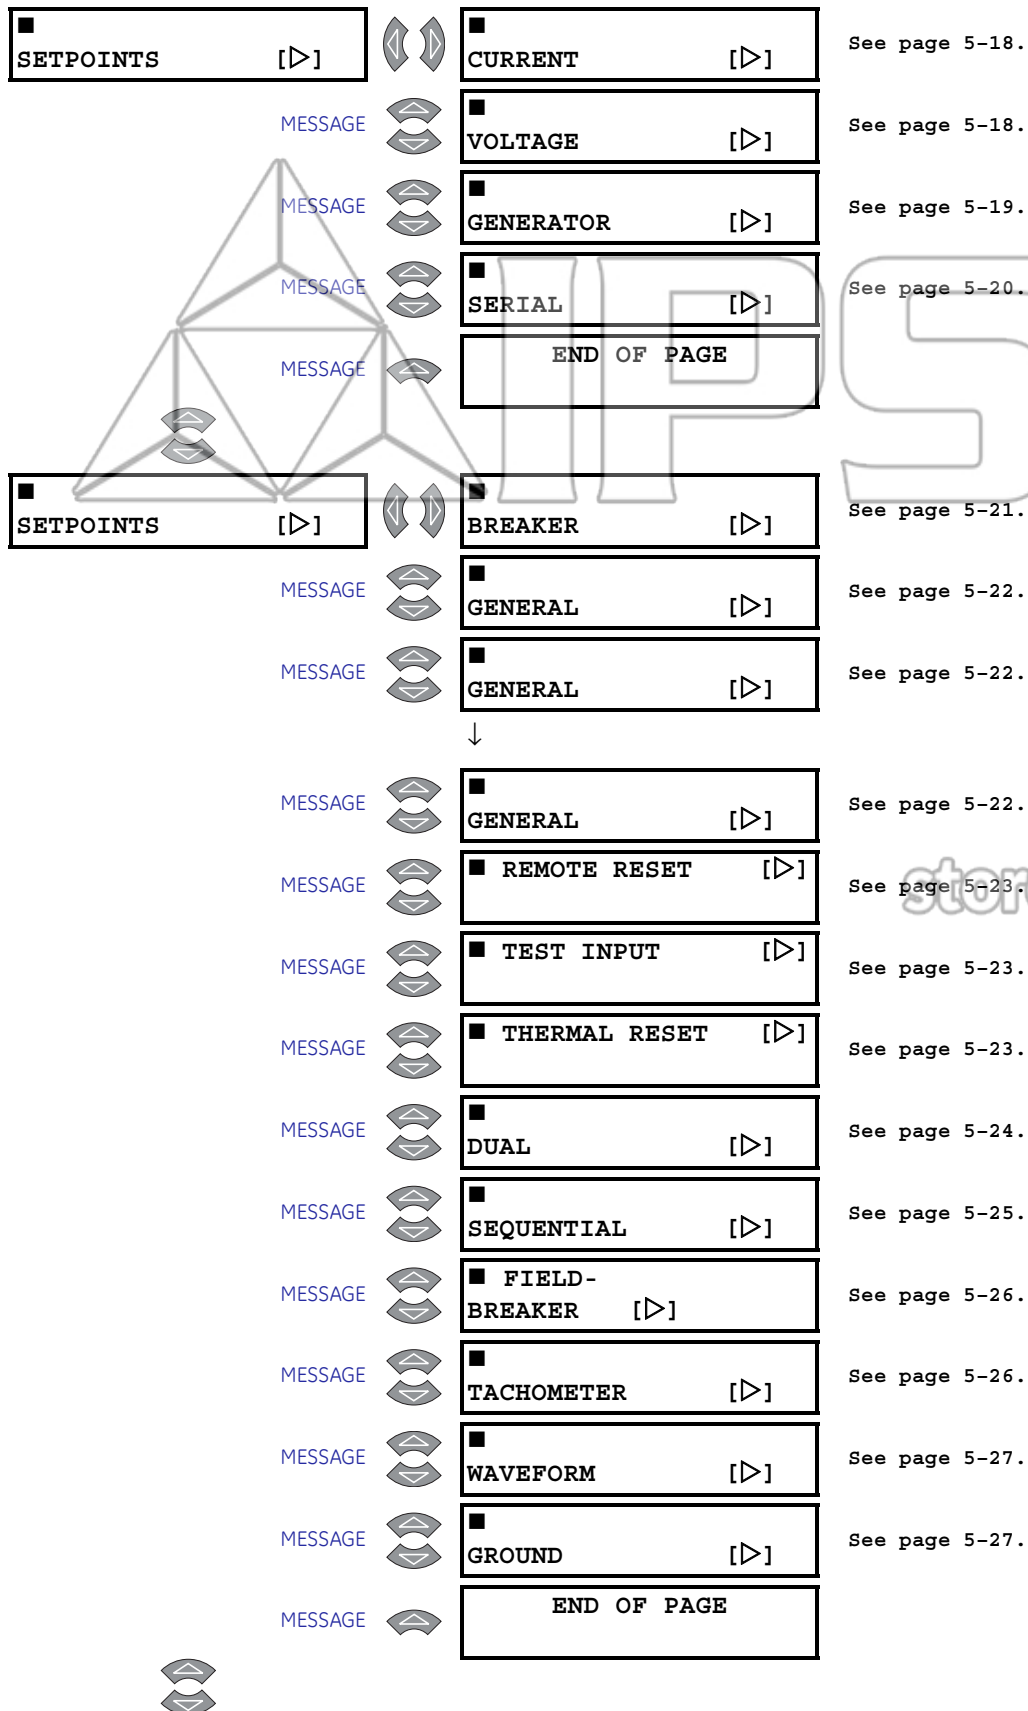 ■ ■
SETPOINTS [▷] CURRENT [▷] See page 5-18.
MESSAGE ■
VOLTAGE [▷] See page 5-18.
MESSAGE ■
GENERATOR [▷] See page 5-19.
MESSAGE ■
SERIAL [▷] See page 5-20.
MESSAGE END OF PAGE
IPS
■ ■
SETPOINTS [▷] BREAKER [▷] See page 5-21.
MESSAGE ■
GENERAL [▷] See page 5-22.
MESSAGE ■
GENERAL [▷] See page 5-22.
↓
MESSAGE ■
GENERAL [▷] See page 5-22.
MESSAGE ■ REMOTE RESET [▷] See page 5-23.
stor
MESSAGE ■ TEST INPUT [▷] See page 5-23.
MESSAGE ■ THERMAL RESET [▷] See page 5-23.
MESSAGE ■
DUAL [▷] See page 5-24.
MESSAGE ■
SEQUENTIAL [▷] See page 5-25.
MESSAGE ■ FIELD-
BREAKER [▷] See page 5-26.
MESSAGE ■
TACHOMETER [▷] See page 5-26.
MESSAGE ■
WAVEFORM [▷] See page 5-27.
MESSAGE ■
GROUND [▷] See page 5-27.
MESSAGE END OF PAGE